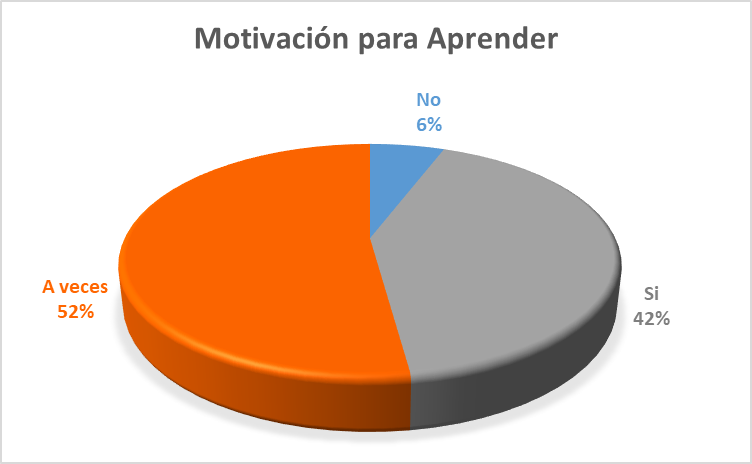 Motivación para Aprender
No
6%
A veces
52%
Si
42%